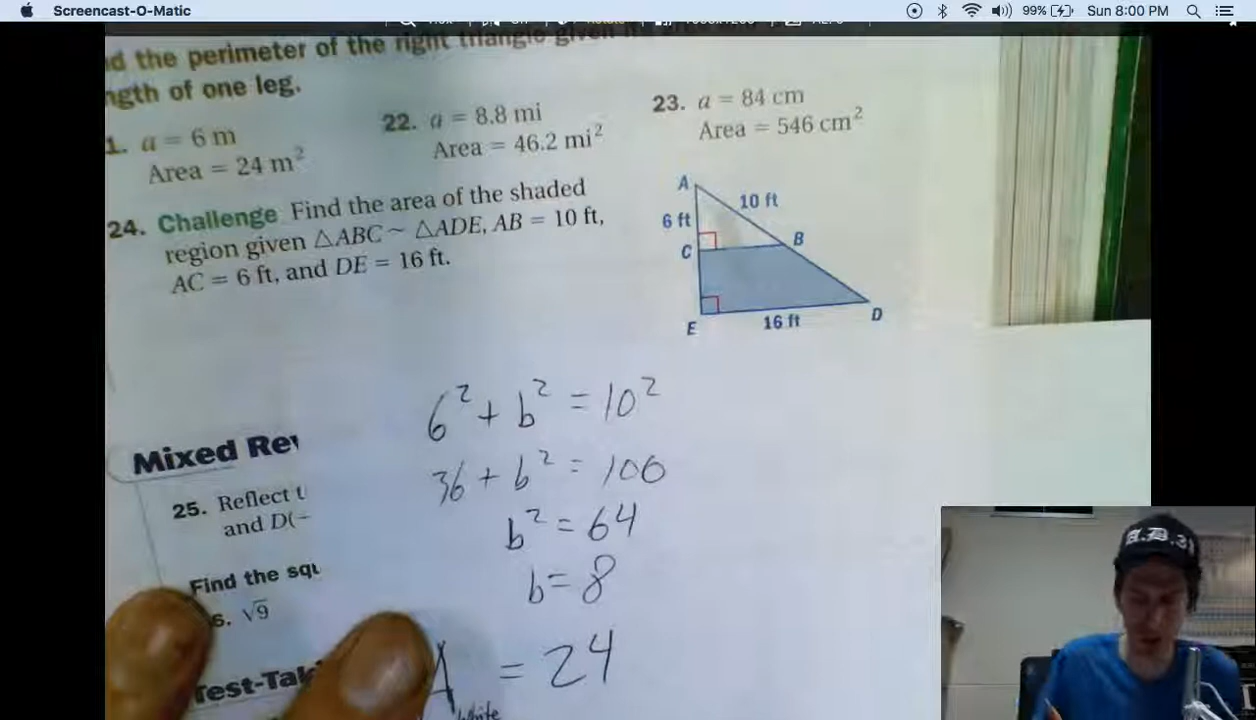 Screencast-O-Matic
99%
Sun 8:00 PM
d the perimeter of the right triangle given
ngth of one leg.
1. a = 6 m
Area = 24 m²
22. a = 8.8 mi
Area = 46.2 mi²
23. a = 84 cm
Area = 546 cm²
24. Challenge Find the area of the shaded
region given △ABC ~ △ADE, AB = 10 ft,
AC = 6 ft, and DE = 16 ft.
A
10 ft
6 ft
B
C
16 ft
D
E
6² + b² = 10²
36 + b² = 100
b² = 64
b = 8
A white = 24
Mixed Rev
25. Reflect t
and D(−
Find the squ
6. √9
Test-Tak